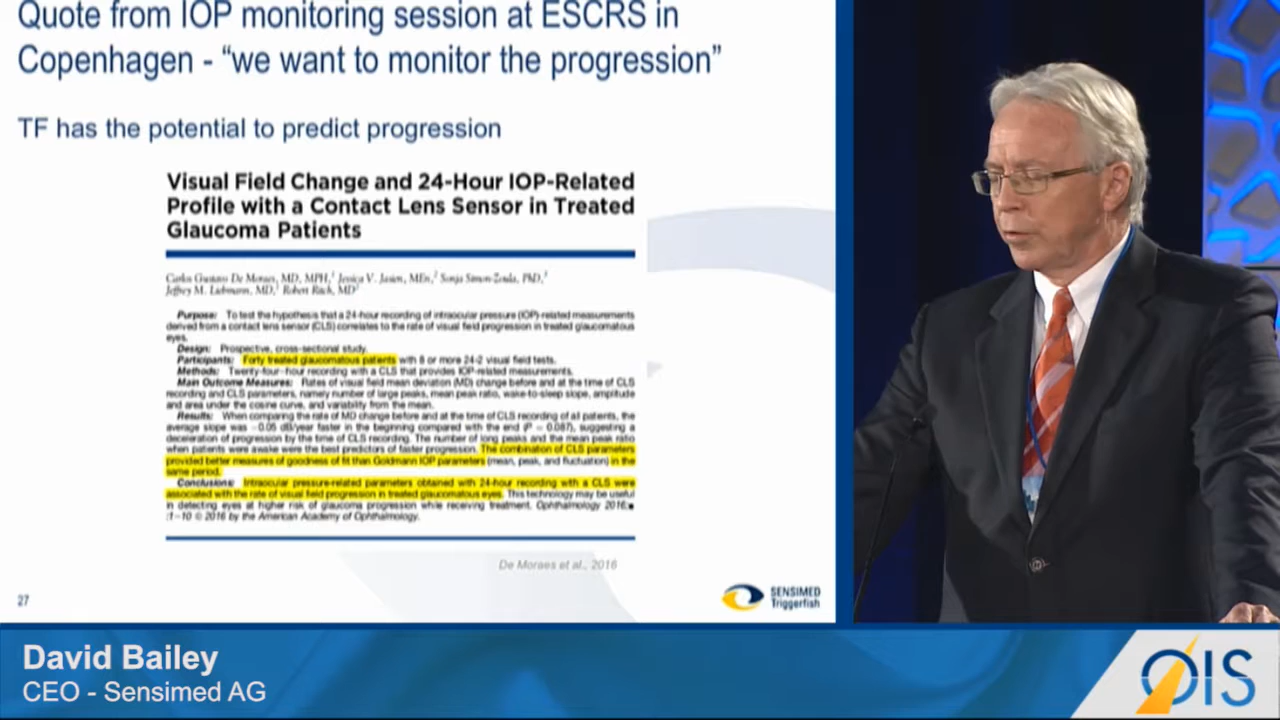 Quote from IOP monitoring session at ESCRS in
Copenhagen - “we want to monitor the progression”
TF has the potential to predict progression
Visual Field Change and 24-Hour IOP-Related
Profile with a Contact Lens Sensor in Treated
Glaucoma Patients
Carlos Gustavo De Moraes, MD, MPH, Jessica V. Jasien, MEn, Sonja Simon-Zoula, PhD,
Jeffrey M. Liebmann, MD, Robert Ritch, MD
Purpose: To test the hypothesis that a 24-hour recording of intraocular pressure (IOP)-related measurements
derived from a contact lens sensor (CLS) correlates to the rate of visual field progression in treated glaucomatous
eyes.
Design: Prospective, cross-sectional study.
Participants: Forty treated glaucomatous patients with 8 or more 24-2 visual field tests.
Methods: Twenty-four-hour recording with a CLS that provides IOP-related measurements.
Main Outcome Measures: Rates of visual field mean deviation (MD) change before and at the time of CLS
recording and CLS parameters, namely number of large peaks, mean peak ratio, wake-to-sleep slope, amplitude
and area under the cosine curve, and variability from the mean.
Results: When comparing the rate of MD change before and at the time of CLS recording of all patients, the
average slope was -0.05 dB/year faster in the beginning compared with the end (P = 0.087), suggesting a
deceleration of progression by the time of CLS recording. The number of long peaks and the mean peak ratio
when patients were awake were the best predictors of faster progression. The combination of CLS parameters
provided better measures of goodness of fit than Goldmann IOP parameters (mean, peak, and fluctuation) in the
same period.
Conclusions: Intraocular pressure-related parameters obtained with 24-hour recording with a CLS were
associated with the rate of visual field progression in treated glaucomatous eyes. This technology may be useful
in detecting eyes at higher risk of glaucoma progression while receiving treatment. Ophthalmology 2016;■
:1–10 © 2016 by the American Academy of Ophthalmology.
De Moraes et al., 2016
27
SENSIMED
Triggerfish
David Bailey
CEO - Sensimed AG
OIS